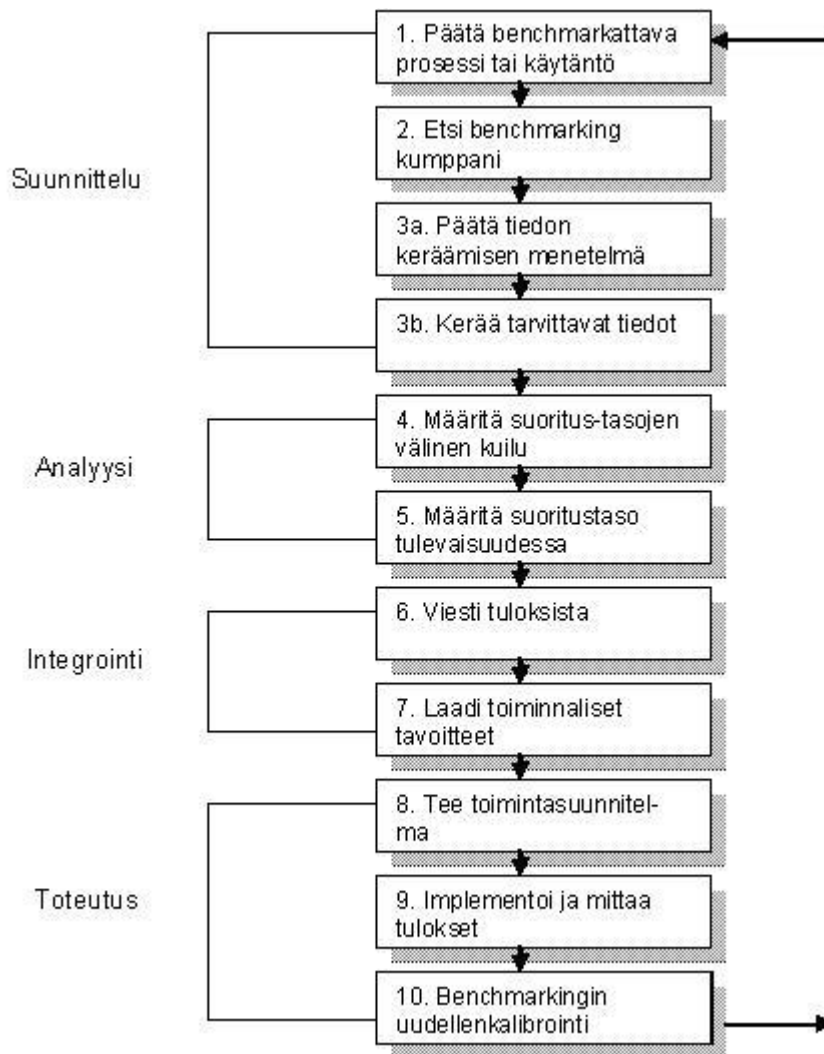 1. Päätä benchmarkattava
prosessi tai käytäntö
2. Etsi benchmarking
kumppani
Suunnittelu
3a. Päätä tiedon
keräämisen menetelmä
3b. Kerää tarvittavat tiedot
4. Määritä suoritus-tasojen
välinen kuilu
Analyysi
5. Määritä suoritustaso
tulevaisuudessa
6. Viesti tuloksista
Integrointi
7. Laadi toiminnaliset
tavoitteet
8. Tee toimintasuunnitel-
ma
Toteutus
9. Implementoi ja mittaa
tulokset
10. Benchmarkingin
uudellenkalibrointi